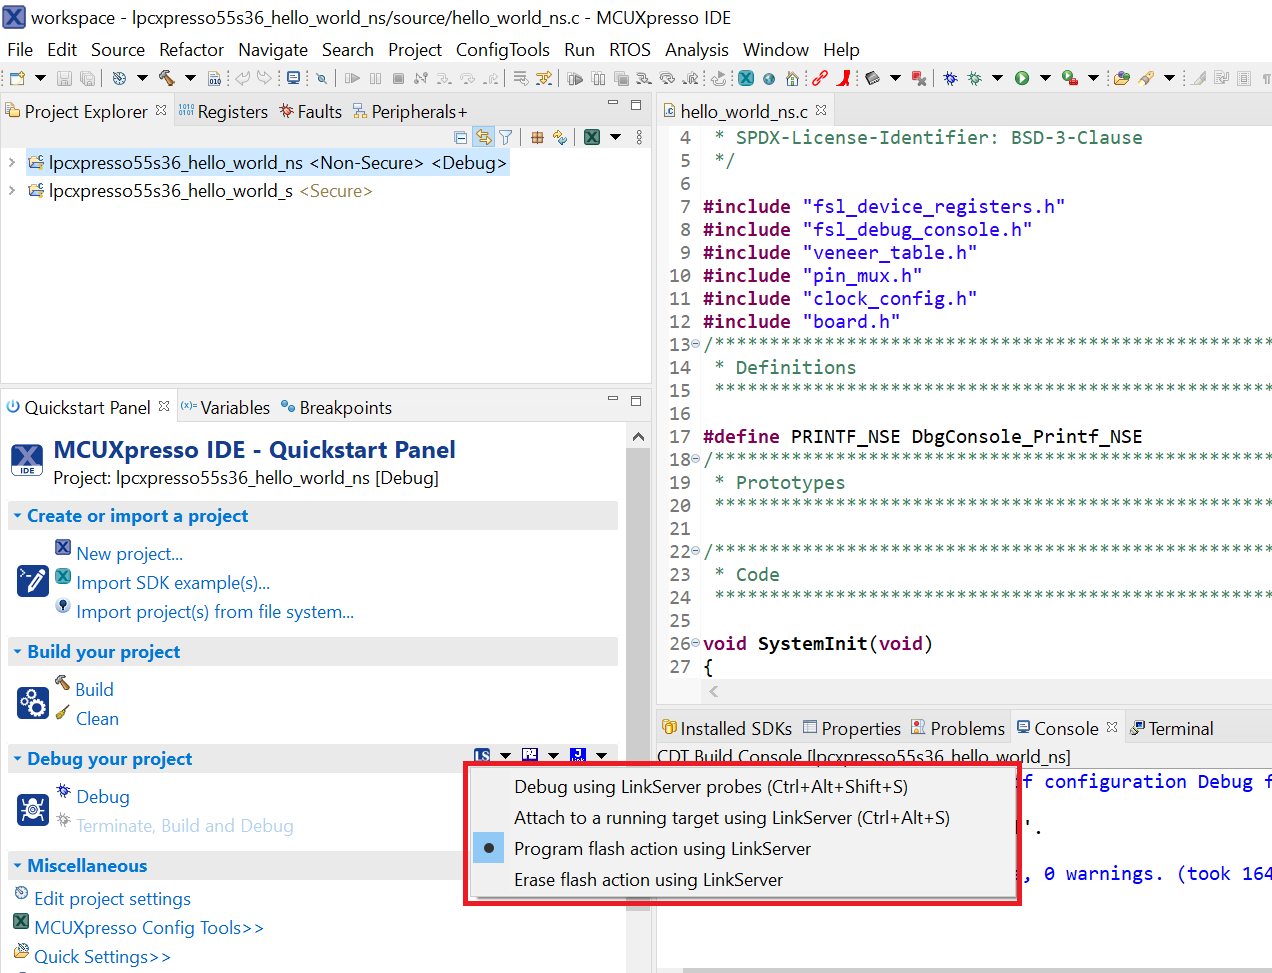 workspace - lpcxpresso55s36_hello_world_ns/source/hello_world_ns.c - MCUXpresso IDE
File Edit Source Refactor Navigate Search Project ConfigTools Run RTOS Analysis Window Help
Project Explorer Registers Faults Peripherals+
lpcxpresso55s36_hello_world_ns <Non-Secure> <Debug>
lpcxpresso55s36_hello_world_s <Secure>
hello_world_ns.c
4 * SPDX-License-Identifier: BSD-3-Clause
5 */
6
7 #include "fsl_device_registers.h"
8 #include "fsl_debug_console.h"
9 #include "veneer_table.h"
10 #include "pin_mux.h"
11 #include "clock_config.h"
12 #include "board.h"
13 /***************************************************
14 * Definitions
15 ***************************************************
16
17 #define PRINTF_NSE DbgConsole_Printf_NSE
18 /***************************************************
19 * Prototypes
20 ***************************************************
21
22 /***************************************************
23 * Code
24 ***************************************************
25
26 void SystemInit(void)
27 {
Quickstart Panel (x)= Variables Breakpoints
MCUXpresso IDE - Quickstart Panel
IDE
Project: lpcxpresso55s36_hello_world_ns [Debug]
Create or import a project
New project...
Import SDK example(s)...
Import project(s) from file system...
Build your project
Build
Clean
Debug your project
LS
Debug
Terminate, Build and Debug
Miscellaneous
Edit project settings
MCUXpresso Config Tools>>
Quick Settings>>
Debug using LinkServer probes (Ctrl+Alt+Shift+S)
Attach to a running target using LinkServer (Ctrl+Alt+S)
Program flash action using LinkServer
Erase flash action using LinkServer
Installed SDKs Properties Problems Console Terminal
CDT Build Console [lpcxpresso55s36_hello_world_ns]
f configuration Debug f
'.
, 0 warnings. (took 164